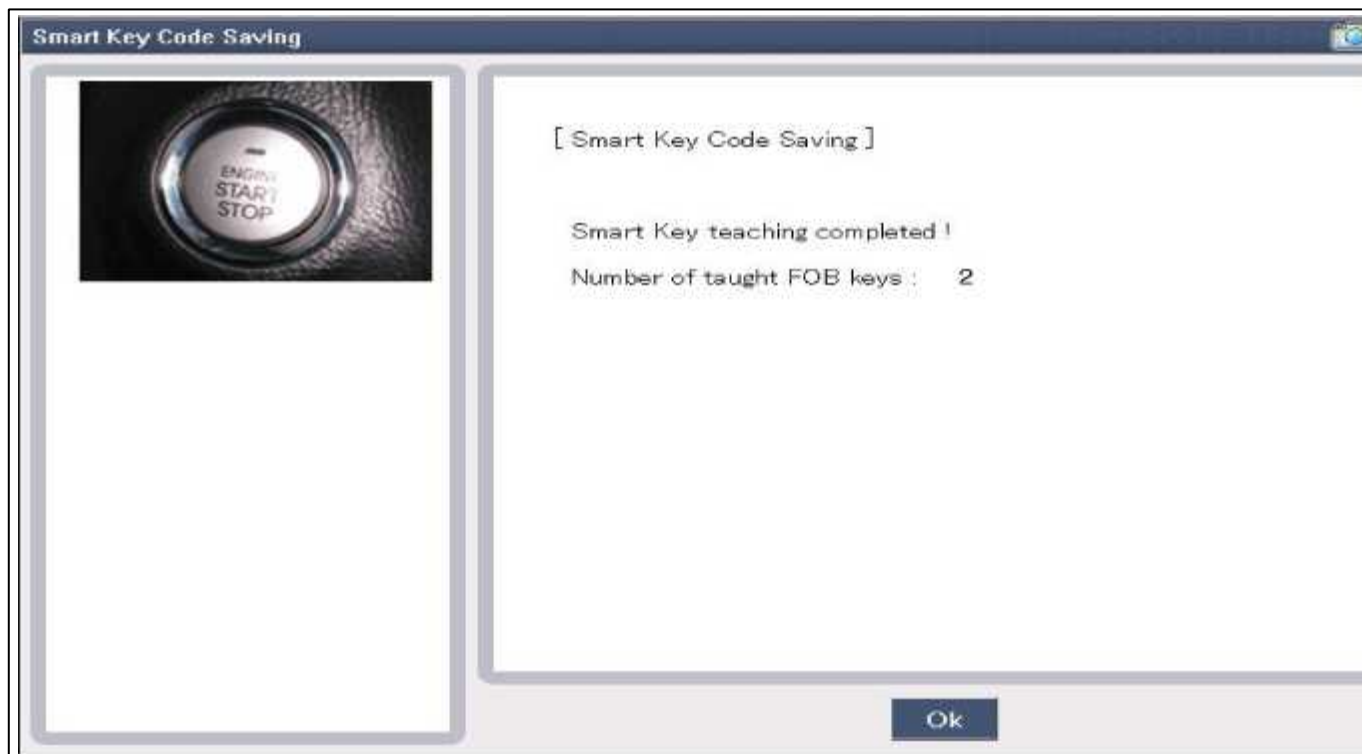 Smart Key Code Saving
ENGINE
START
STOP
[ Smart Key Code Saving ]
Smart Key teaching completed !
Number of taught FOB keys : 2
Ok